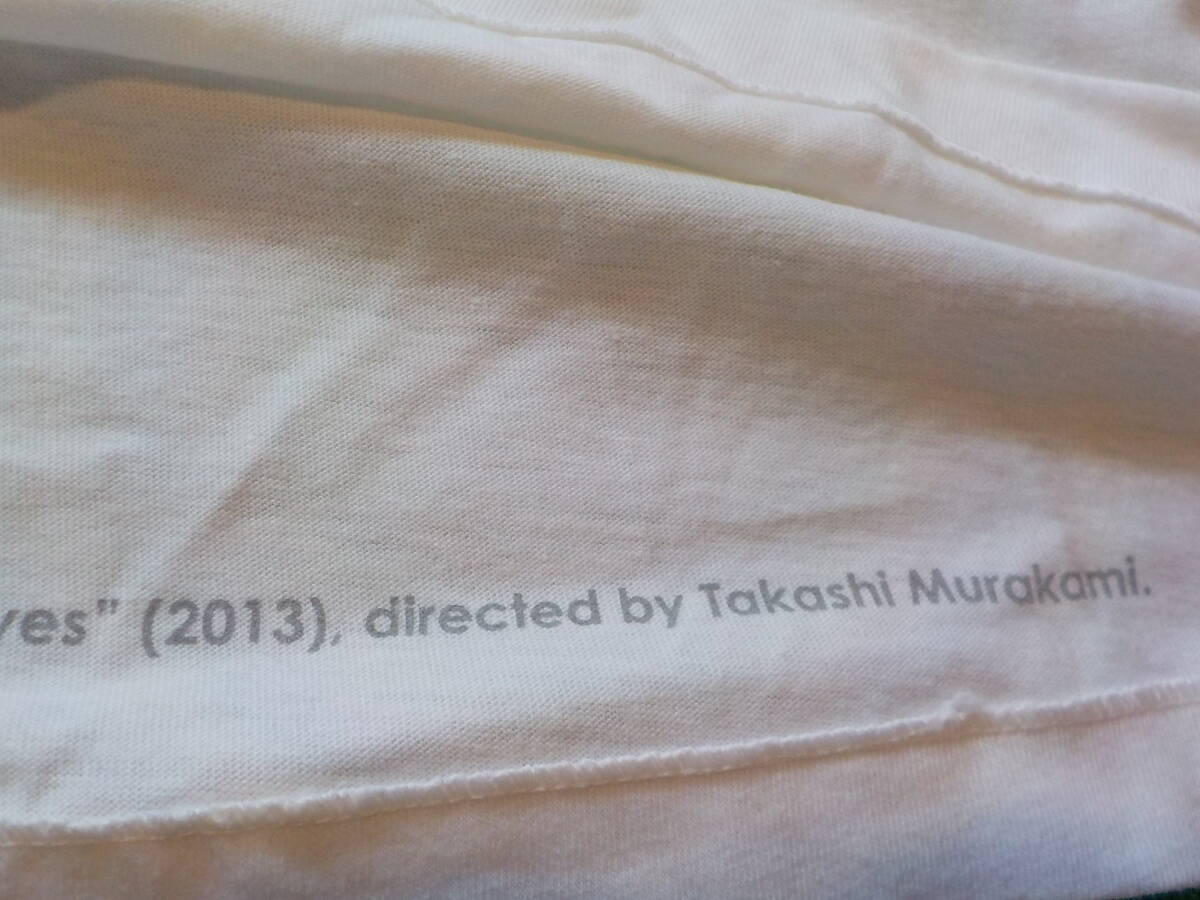 yes" (2013), directed by Takashi Murakami.